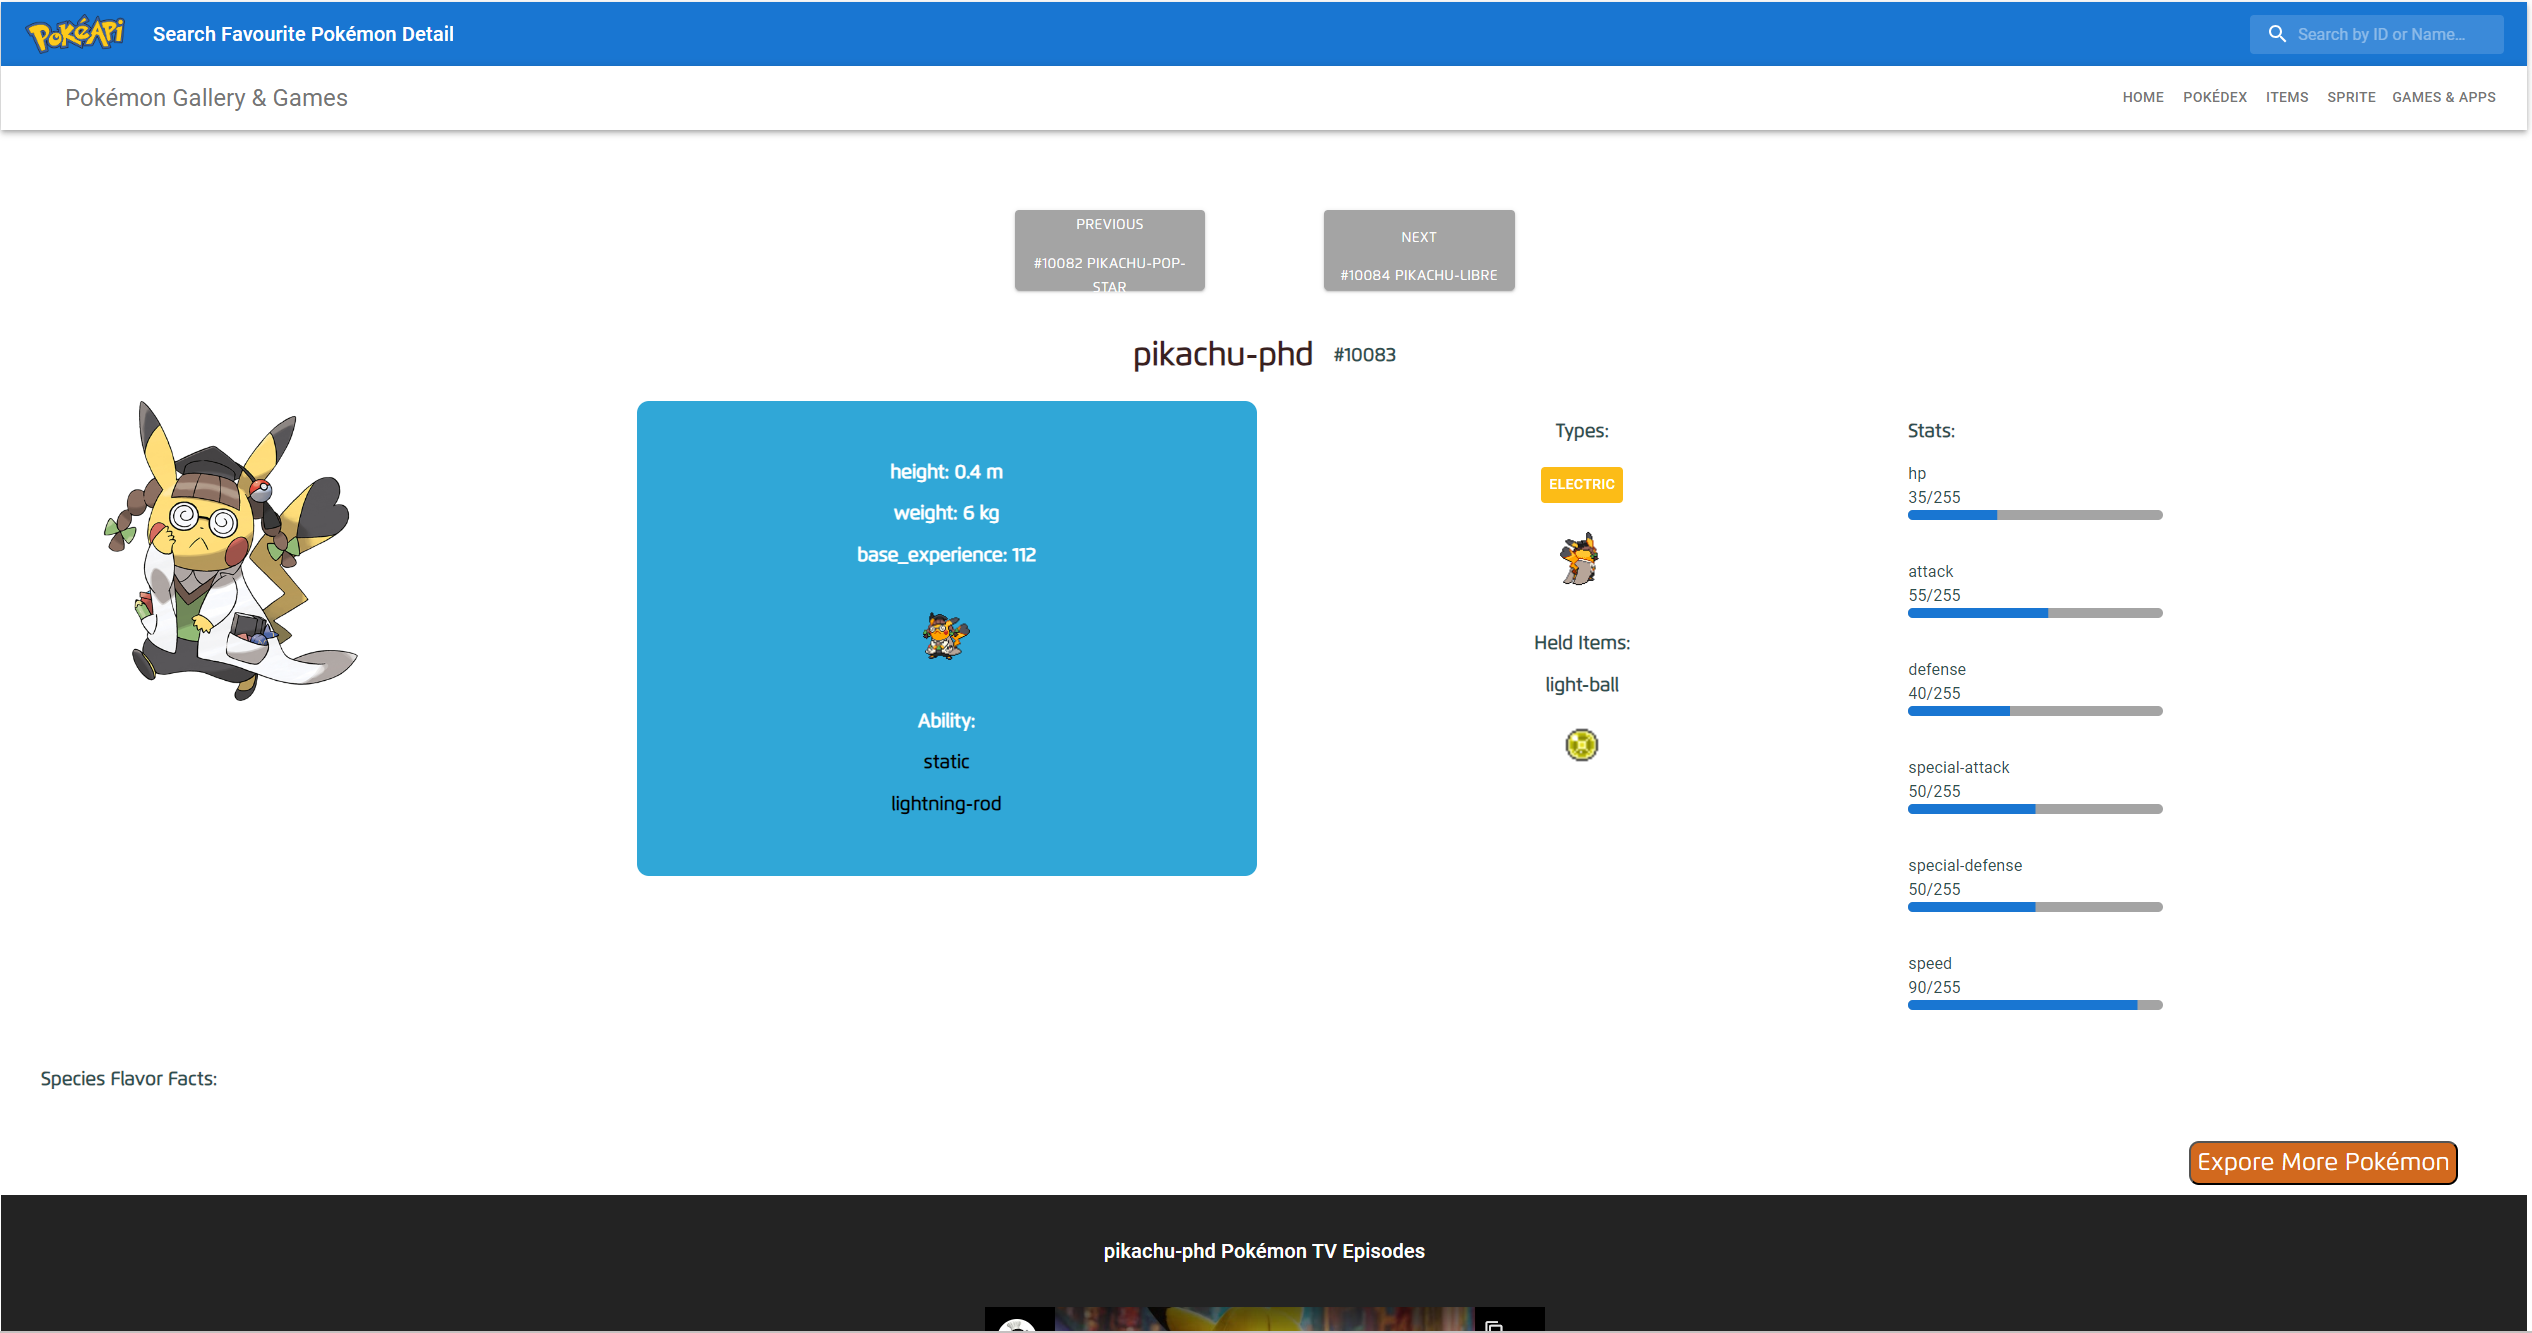 PokéApi
Search Favourite Pokémon Detail
Search by ID or Name...
Pokémon Gallery & Games
HOME
POKÉDEX
ITEMS
SPRITE
GAMES & APPS
PREVIOUS
#10082 PIKACHU-POP-
STAR
NEXT
#10084 PIKACHU-LIBRE
pikachu-phd #10083
height: 0.4 m
weight: 6 kg
base_experience: 112
Ability:
static
lightning-rod
Types:
ELECTRIC
Held Items:
light-ball
Stats:
hp
35/255
attack
55/255
defense
40/255
special-attack
50/255
special-defense
50/255
speed
90/255
Species Flavor Facts:
Expore More Pokémon
pikachu-phd Pokémon TV Episodes